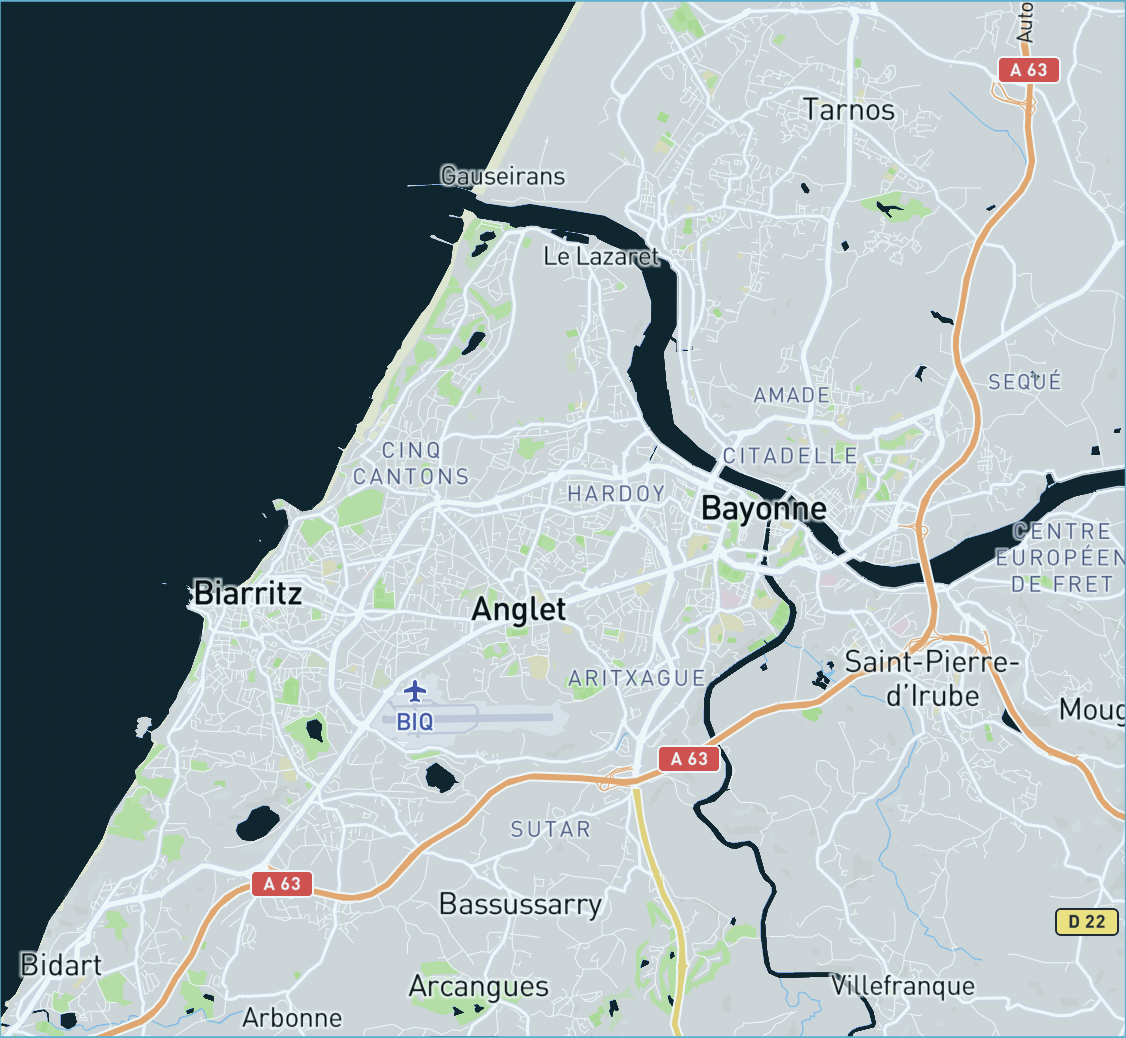 Auto
A 63
Tarnos
Gauseirans
Le Lazaret
SEQUÉ
AMADE
CINQ
CANTONS
CITADELLE
HARDOY
Bayonne
CENTRE
EUROPÉEN
DE FRET
Biarritz
Anglet
Saint-Pierre-
d'Irube
ARITXAGUE
BIQ
Moug
A 63
SUTAR
A 63
Bassussarry
D 22
Bidart
Arcangues
Villefranque
Arbonne